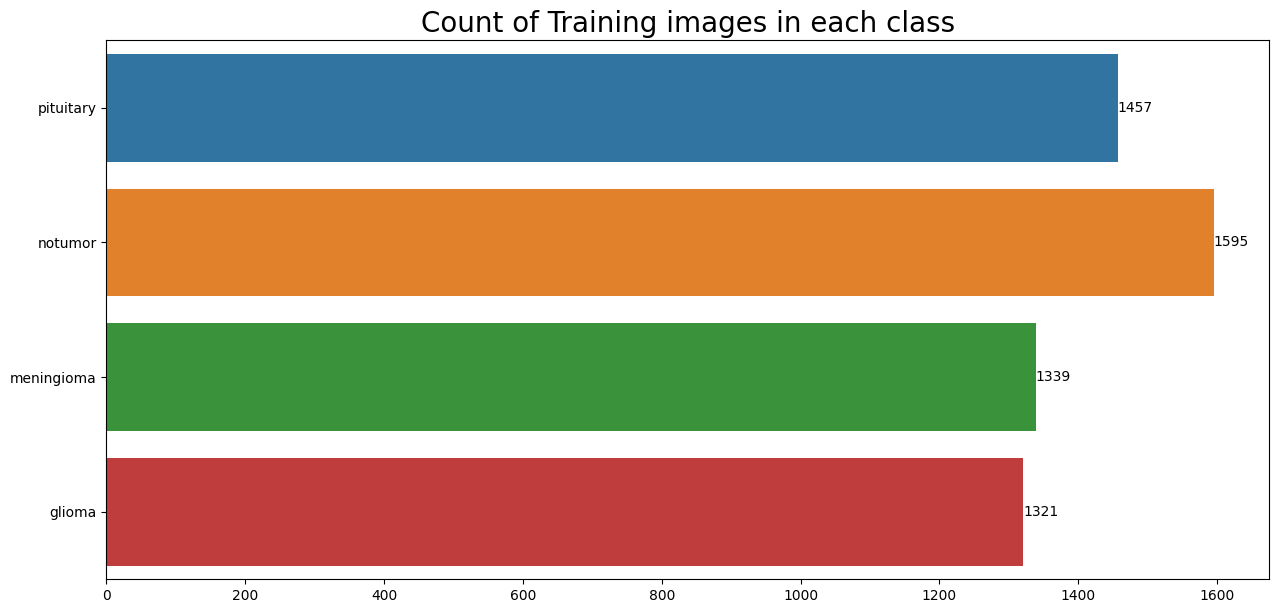 Count of Training images in each class
pituitary 1457
notumor 1595
meningioma 1339
glioma 1321
0 200 400 600 800 1000 1200 1400 1600